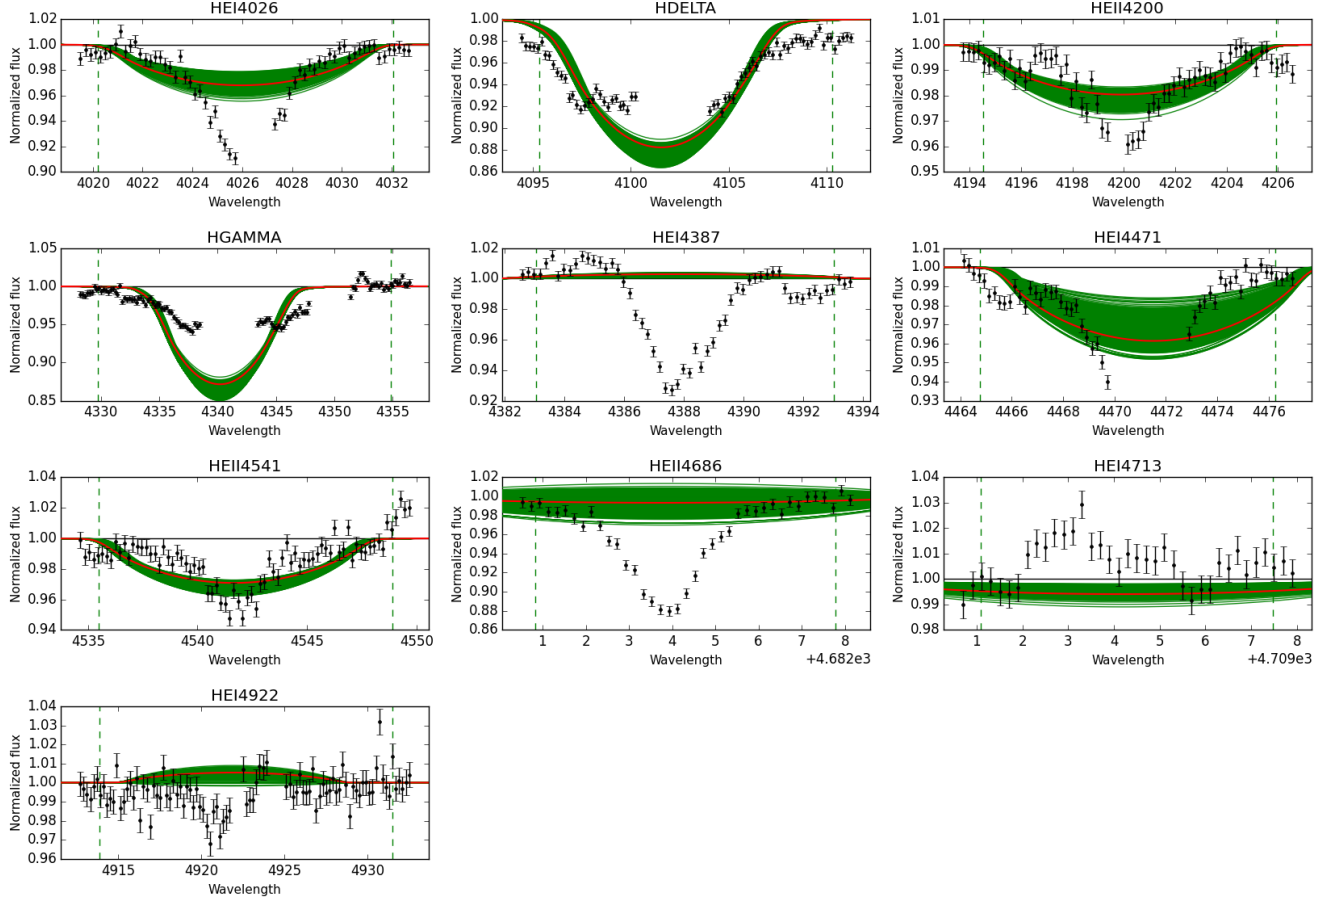 HEI4026
Normalized flux
1.00
0.98
0.96
0.94
0.92
0.90
4020 4022 4024 4026 4028 4030 4032
Wavelength
HDELTA
Normalized flux
1.00
0.98
0.96
0.94
0.92
0.90
0.88
0.86
4095 4100 4105 4110
Wavelength
HEII4200
Normalized flux
1.01
1.00
0.99
0.98
0.97
0.96
0.95
4194 4196 4198 4200 4202 4204 4206
Wavelength
HGAMMA
Normalized flux
1.05
1.00
0.95
0.90
0.85
4330 4335 4340 4345 4350 4355
Wavelength
HEI4387
Normalized flux
1.02
1.00
0.98
0.96
0.94
0.92
4382 4384 4386 4388 4390 4392 4394
Wavelength
HEI4471
Normalized flux
1.01
1.00
0.99
0.98
0.97
0.96
0.95
0.94
0.93
4464 4466 4468 4470 4472 4474 4476
Wavelength
HEII4541
Normalized flux
1.04
1.02
1.00
0.98
0.96
0.94
4535 4540 4545 4550
Wavelength
HEII4686
Normalized flux
1.02
1.00
0.98
0.96
0.94
0.92
0.90
0.88
0.86
1 2 3 4 5 6 7 8
Wavelength
+4.682e3
HEI4713
Normalized flux
1.04
1.03
1.02
1.01
1.00
0.99
0.98
1 2 3 4 5 6 7 8
Wavelength
+4.709e3
HEI4922
Normalized flux
1.04
1.03
1.02
1.01
1.00
0.99
0.98
0.97
0.96
4915 4920 4925 4930
Wavelength